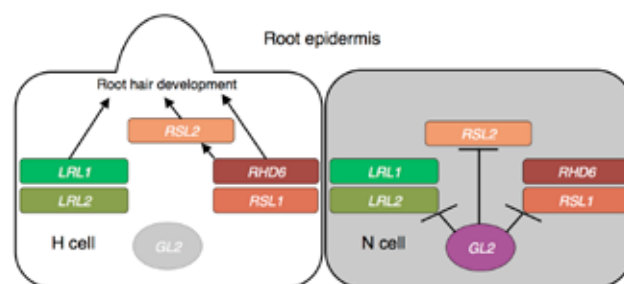 Root epidermis
Root hair development
RSL2
LRL1
RHD6
LRL2
RSL1
H cell
GL2
RSL2
LRL1
RHD6
LRL2
RSL1
N cell
GL2